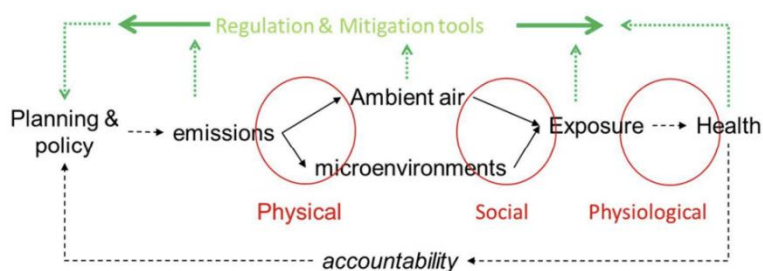 Regulation & Mitigation tools
Ambient air
Planning &
policy
emissions
Exposure
Health
microenvironments
Physical
Social
Physiological
accountability